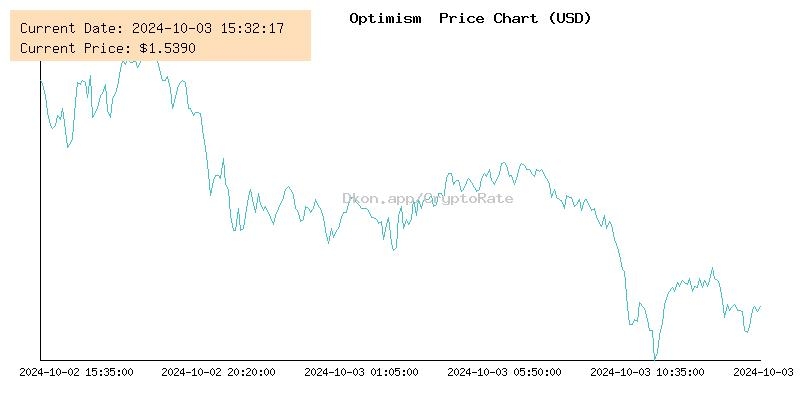 Optimism  Price Chart (USD)
Current Date: 2024-10-03 15:32:17
Current Price: $1.5390
Dkon.app/CryptoRate
2024-10-02 15:35:00 2024-10-02 20:20:00 2024-10-03 01:05:00 2024-10-03 05:50:00 2024-10-03 10:35:00 2024-10-03